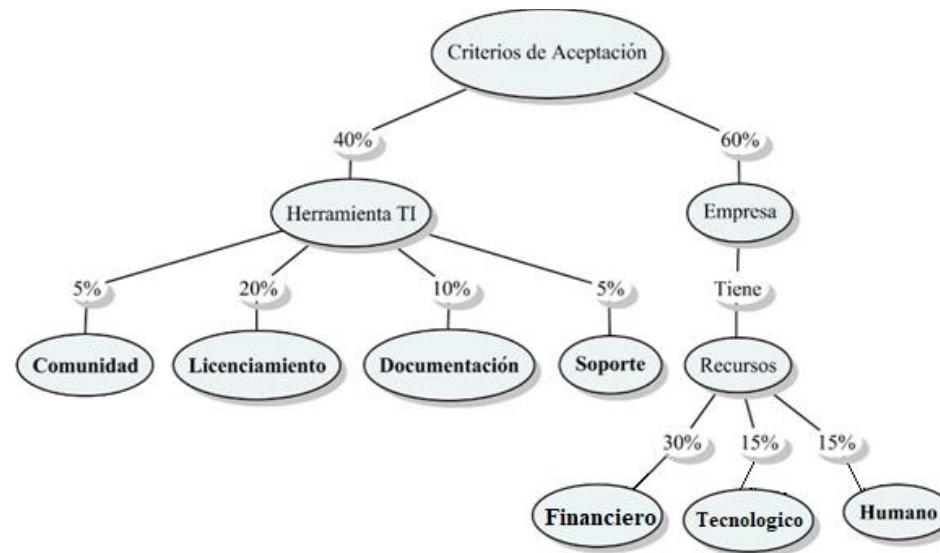 Criterios de Aceptación
40%
60%
Herramienta TI
Empresa
5%
20%
10%
5%
Tiene
Comunidad
Licenciamiento
Documentación
Soporte
Recursos
30%
15%
15%
Financiero
Tecnologico
Humano